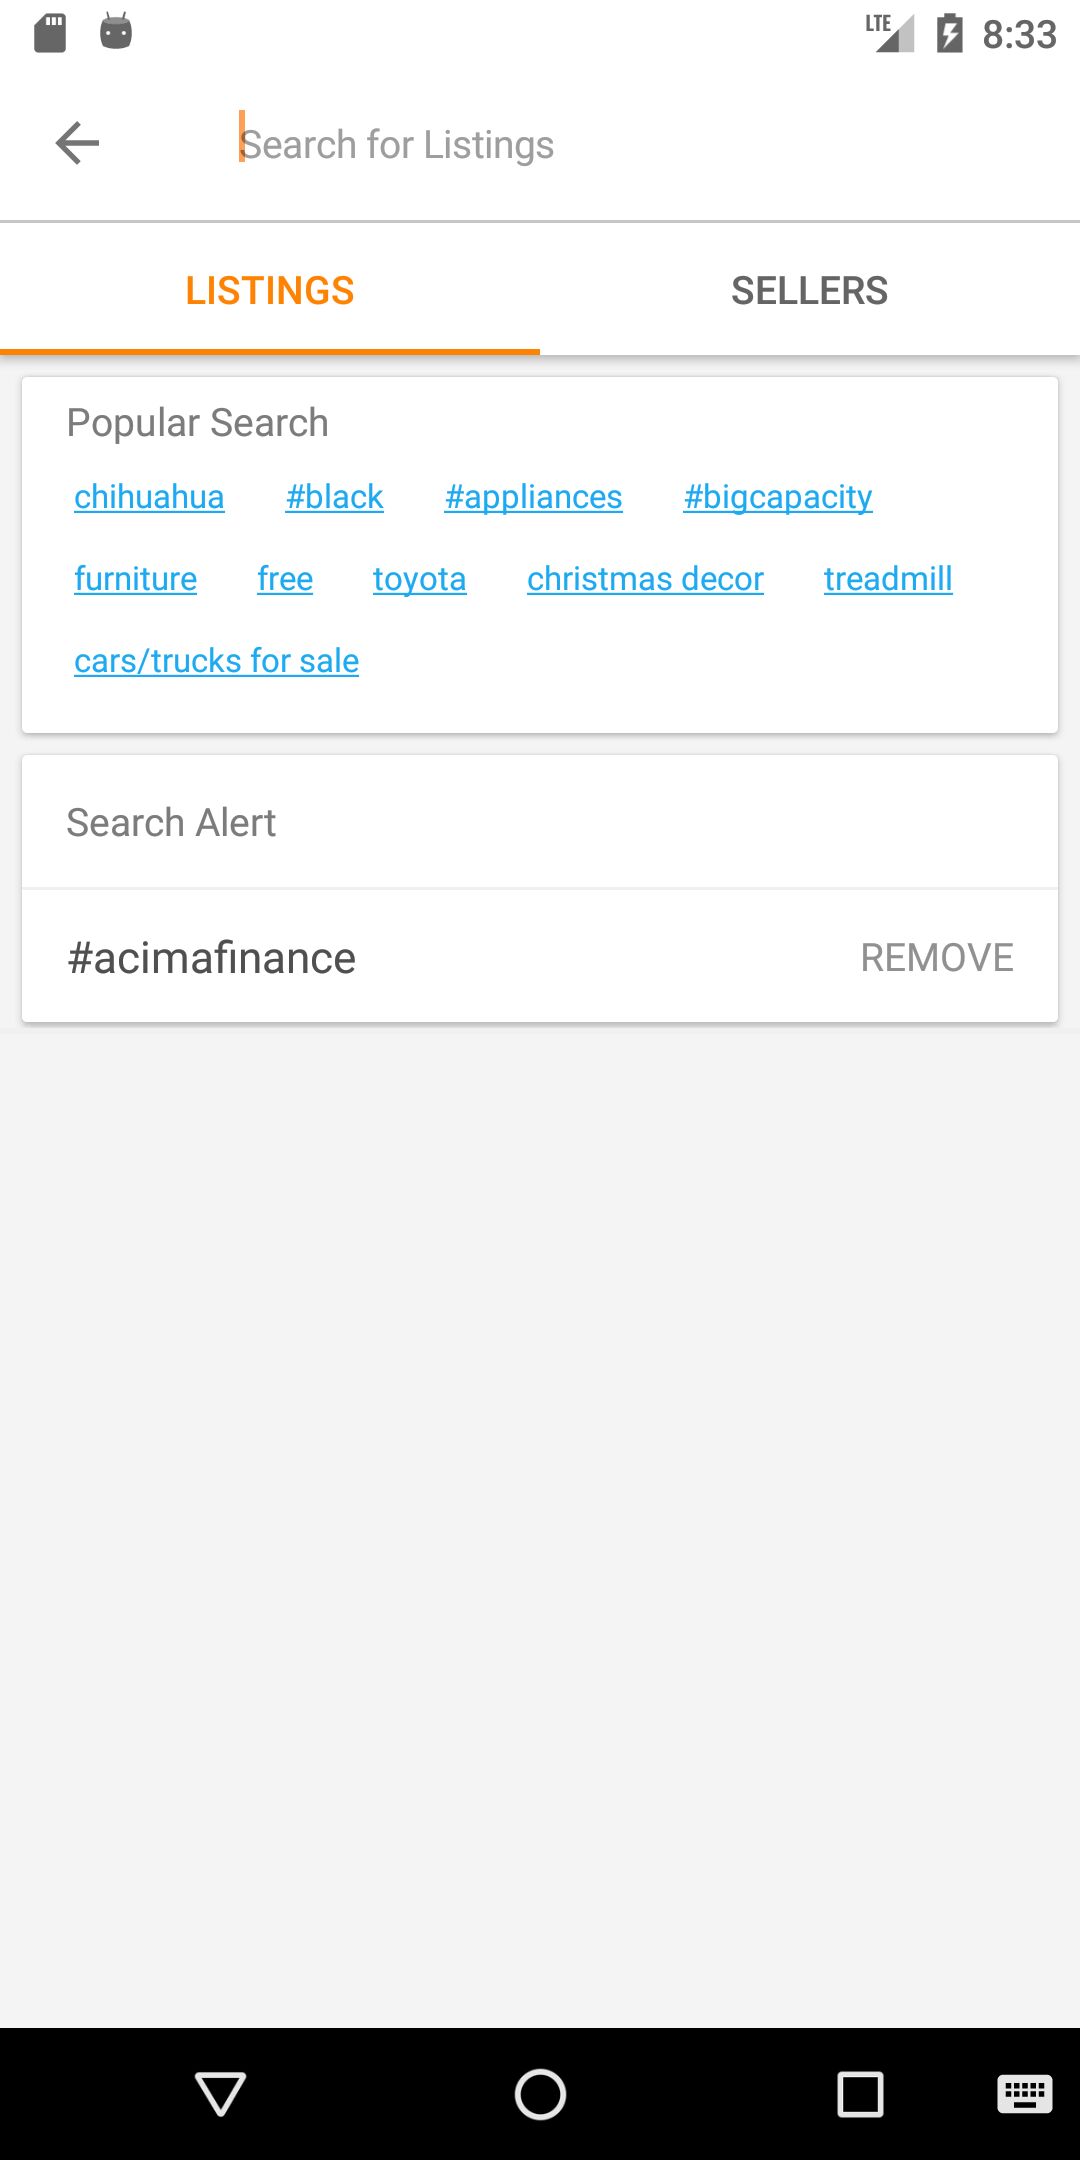 LTE 8:33
Search for Listings
LISTINGS SELLERS
Popular Search
chihuahua #black #appliances #bigcapacity
furniture free toyota christmas decor treadmill
cars/trucks for sale
Search Alert
#acimafinance REMOVE